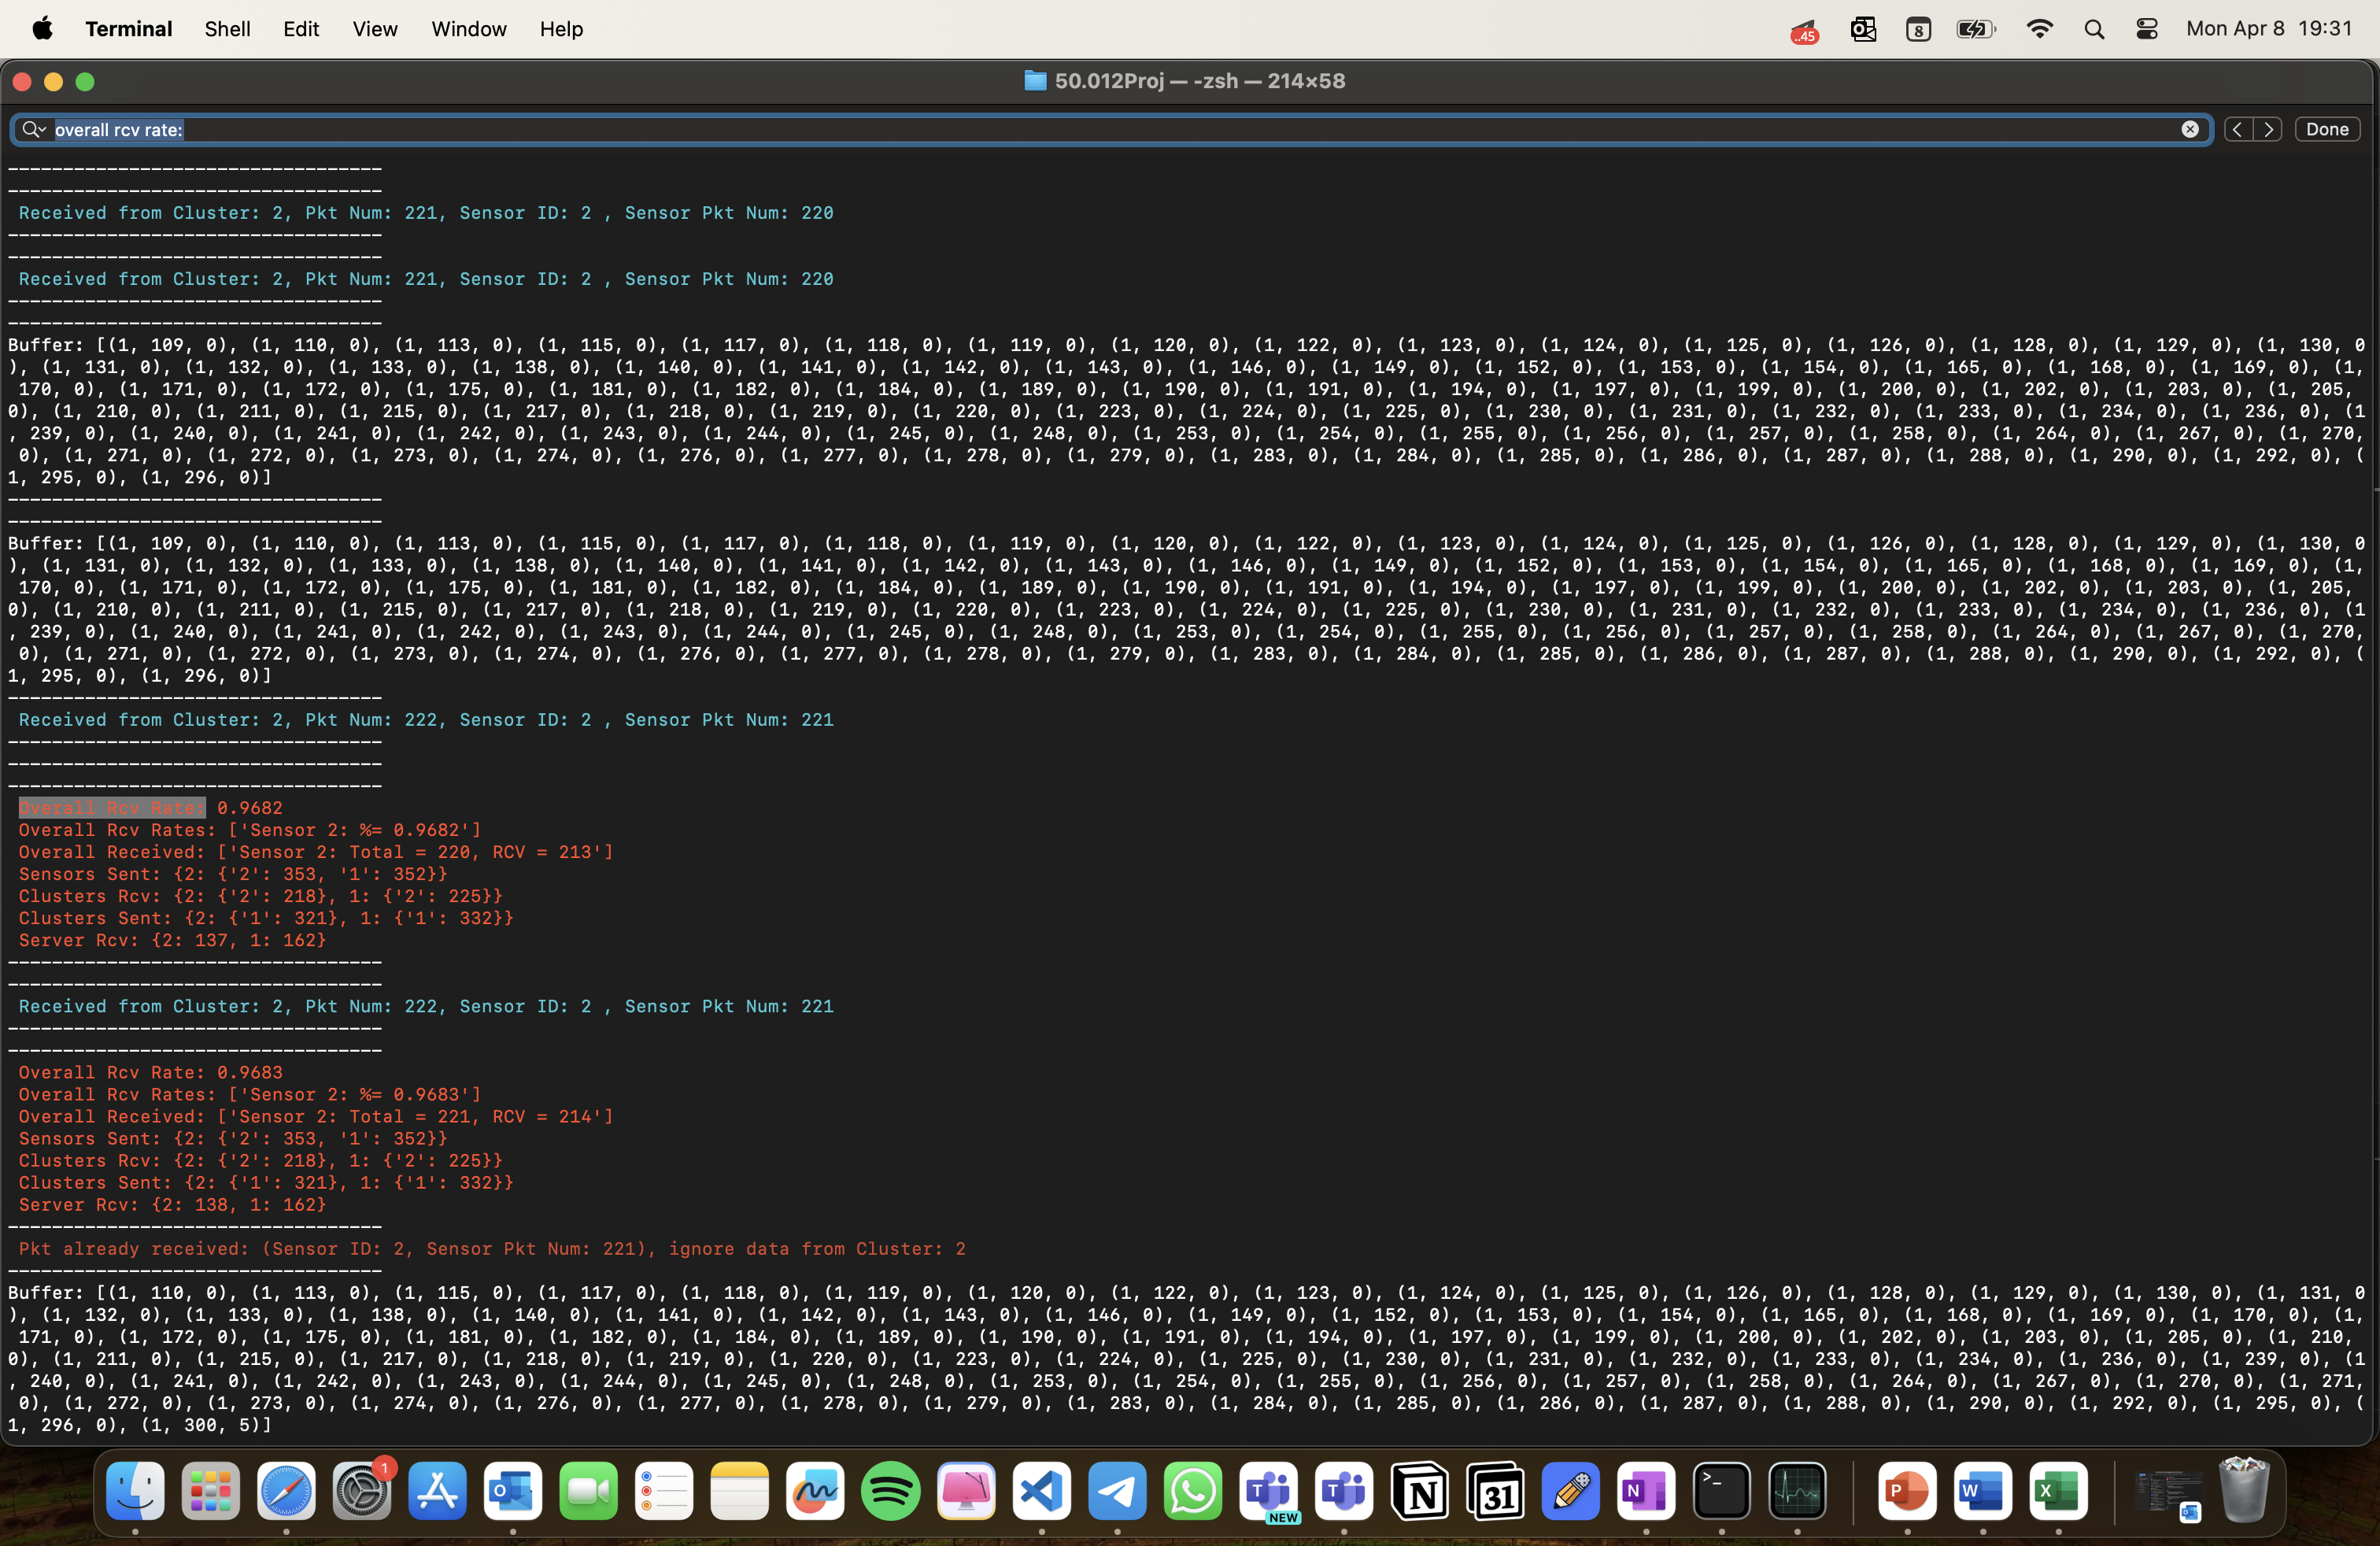 Terminal Shell Edit View Window Help ..45 8 Mon Apr 8 19:31
50.012Proj — -zsh — 214×58
overall rcv rate: Done
---------------------------------
---------------------------------
Received from Cluster: 2, Pkt Num: 221, Sensor ID: 2 , Sensor Pkt Num: 220
---------------------------------
---------------------------------
Received from Cluster: 2, Pkt Num: 221, Sensor ID: 2 , Sensor Pkt Num: 220
---------------------------------
---------------------------------
Buffer: [(1, 109, 0), (1, 110, 0), (1, 113, 0), (1, 115, 0), (1, 117, 0), (1, 118, 0), (1, 119, 0), (1, 120, 0), (1, 122, 0), (1, 123, 0), (1, 124, 0), (1, 125, 0), (1, 126, 0), (1, 128, 0), (1, 129, 0), (1, 130, 0
), (1, 131, 0), (1, 132, 0), (1, 133, 0), (1, 138, 0), (1, 140, 0), (1, 141, 0), (1, 142, 0), (1, 143, 0), (1, 146, 0), (1, 149, 0), (1, 152, 0), (1, 153, 0), (1, 154, 0), (1, 165, 0), (1, 168, 0), (1, 169, 0), (1,
170, 0), (1, 171, 0), (1, 172, 0), (1, 175, 0), (1, 181, 0), (1, 182, 0), (1, 184, 0), (1, 189, 0), (1, 190, 0), (1, 191, 0), (1, 194, 0), (1, 197, 0), (1, 199, 0), (1, 200, 0), (1, 202, 0), (1, 203, 0), (1, 205,
0), (1, 210, 0), (1, 211, 0), (1, 215, 0), (1, 217, 0), (1, 218, 0), (1, 219, 0), (1, 220, 0), (1, 223, 0), (1, 224, 0), (1, 225, 0), (1, 230, 0), (1, 231, 0), (1, 232, 0), (1, 233, 0), (1, 234, 0), (1, 236, 0), (1
, 239, 0), (1, 240, 0), (1, 241, 0), (1, 242, 0), (1, 243, 0), (1, 244, 0), (1, 245, 0), (1, 248, 0), (1, 253, 0), (1, 254, 0), (1, 255, 0), (1, 256, 0), (1, 257, 0), (1, 258, 0), (1, 264, 0), (1, 267, 0), (1, 270,
0), (1, 271, 0), (1, 272, 0), (1, 273, 0), (1, 274, 0), (1, 276, 0), (1, 277, 0), (1, 278, 0), (1, 279, 0), (1, 283, 0), (1, 284, 0), (1, 285, 0), (1, 286, 0), (1, 287, 0), (1, 288, 0), (1, 290, 0), (1, 292, 0), (
1, 295, 0), (1, 296, 0)]
---------------------------------
---------------------------------
Buffer: [(1, 109, 0), (1, 110, 0), (1, 113, 0), (1, 115, 0), (1, 117, 0), (1, 118, 0), (1, 119, 0), (1, 120, 0), (1, 122, 0), (1, 123, 0), (1, 124, 0), (1, 125, 0), (1, 126, 0), (1, 128, 0), (1, 129, 0), (1, 130, 0
), (1, 131, 0), (1, 132, 0), (1, 133, 0), (1, 138, 0), (1, 140, 0), (1, 141, 0), (1, 142, 0), (1, 143, 0), (1, 146, 0), (1, 149, 0), (1, 152, 0), (1, 153, 0), (1, 154, 0), (1, 165, 0), (1, 168, 0), (1, 169, 0), (1,
170, 0), (1, 171, 0), (1, 172, 0), (1, 175, 0), (1, 181, 0), (1, 182, 0), (1, 184, 0), (1, 189, 0), (1, 190, 0), (1, 191, 0), (1, 194, 0), (1, 197, 0), (1, 199, 0), (1, 200, 0), (1, 202, 0), (1, 203, 0), (1, 205,
0), (1, 210, 0), (1, 211, 0), (1, 215, 0), (1, 217, 0), (1, 218, 0), (1, 219, 0), (1, 220, 0), (1, 223, 0), (1, 224, 0), (1, 225, 0), (1, 230, 0), (1, 231, 0), (1, 232, 0), (1, 233, 0), (1, 234, 0), (1, 236, 0), (1
, 239, 0), (1, 240, 0), (1, 241, 0), (1, 242, 0), (1, 243, 0), (1, 244, 0), (1, 245, 0), (1, 248, 0), (1, 253, 0), (1, 254, 0), (1, 255, 0), (1, 256, 0), (1, 257, 0), (1, 258, 0), (1, 264, 0), (1, 267, 0), (1, 270,
0), (1, 271, 0), (1, 272, 0), (1, 273, 0), (1, 274, 0), (1, 276, 0), (1, 277, 0), (1, 278, 0), (1, 279, 0), (1, 283, 0), (1, 284, 0), (1, 285, 0), (1, 286, 0), (1, 287, 0), (1, 288, 0), (1, 290, 0), (1, 292, 0), (
1, 295, 0), (1, 296, 0)]
---------------------------------
Received from Cluster: 2, Pkt Num: 222, Sensor ID: 2 , Sensor Pkt Num: 221
---------------------------------
---------------------------------
---------------------------------
Overall Rcv Rate: 0.9682
Overall Rcv Rates: ['Sensor 2: %= 0.9682']
Overall Received: ['Sensor 2: Total = 220, RCV = 213']
Sensors Sent: {2: {'2': 353, '1': 352}}
Clusters Rcv: {2: {'2': 218}, 1: {'2': 225}}
Clusters Sent: {2: {'1': 321}, 1: {'1': 332}}
Server Rcv: {2: 137, 1: 162}
---------------------------------
---------------------------------
Received from Cluster: 2, Pkt Num: 222, Sensor ID: 2 , Sensor Pkt Num: 221
---------------------------------
---------------------------------
Overall Rcv Rate: 0.9683
Overall Rcv Rates: ['Sensor 2: %= 0.9683']
Overall Received: ['Sensor 2: Total = 221, RCV = 214']
Sensors Sent: {2: {'2': 353, '1': 352}}
Clusters Rcv: {2: {'2': 218}, 1: {'2': 225}}
Clusters Sent: {2: {'1': 321}, 1: {'1': 332}}
Server Rcv: {2: 138, 1: 162}
---------------------------------
Pkt already received: (Sensor ID: 2, Sensor Pkt Num: 221), ignore data from Cluster: 2
---------------------------------
Buffer: [(1, 110, 0), (1, 113, 0), (1, 115, 0), (1, 117, 0), (1, 118, 0), (1, 119, 0), (1, 120, 0), (1, 122, 0), (1, 123, 0), (1, 124, 0), (1, 125, 0), (1, 126, 0), (1, 128, 0), (1, 129, 0), (1, 130, 0), (1, 131, 0
), (1, 132, 0), (1, 133, 0), (1, 138, 0), (1, 140, 0), (1, 141, 0), (1, 142, 0), (1, 143, 0), (1, 146, 0), (1, 149, 0), (1, 152, 0), (1, 153, 0), (1, 154, 0), (1, 165, 0), (1, 168, 0), (1, 169, 0), (1, 170, 0), (1,
171, 0), (1, 172, 0), (1, 175, 0), (1, 181, 0), (1, 182, 0), (1, 184, 0), (1, 189, 0), (1, 190, 0), (1, 191, 0), (1, 194, 0), (1, 197, 0), (1, 199, 0), (1, 200, 0), (1, 202, 0), (1, 203, 0), (1, 205, 0), (1, 210,
0), (1, 211, 0), (1, 215, 0), (1, 217, 0), (1, 218, 0), (1, 219, 0), (1, 220, 0), (1, 223, 0), (1, 224, 0), (1, 225, 0), (1, 230, 0), (1, 231, 0), (1, 232, 0), (1, 233, 0), (1, 234, 0), (1, 236, 0), (1, 239, 0), (1
, 240, 0), (1, 241, 0), (1, 242, 0), (1, 243, 0), (1, 244, 0), (1, 245, 0), (1, 248, 0), (1, 253, 0), (1, 254, 0), (1, 255, 0), (1, 256, 0), (1, 257, 0), (1, 258, 0), (1, 264, 0), (1, 267, 0), (1, 270, 0), (1, 271,
0), (1, 272, 0), (1, 273, 0), (1, 274, 0), (1, 276, 0), (1, 277, 0), (1, 278, 0), (1, 279, 0), (1, 283, 0), (1, 284, 0), (1, 285, 0), (1, 286, 0), (1, 287, 0), (1, 288, 0), (1, 290, 0), (1, 292, 0), (1, 295, 0), (
1, 296, 0), (1, 300, 5)]
1 O T NEW T N 31 N >_ P W X